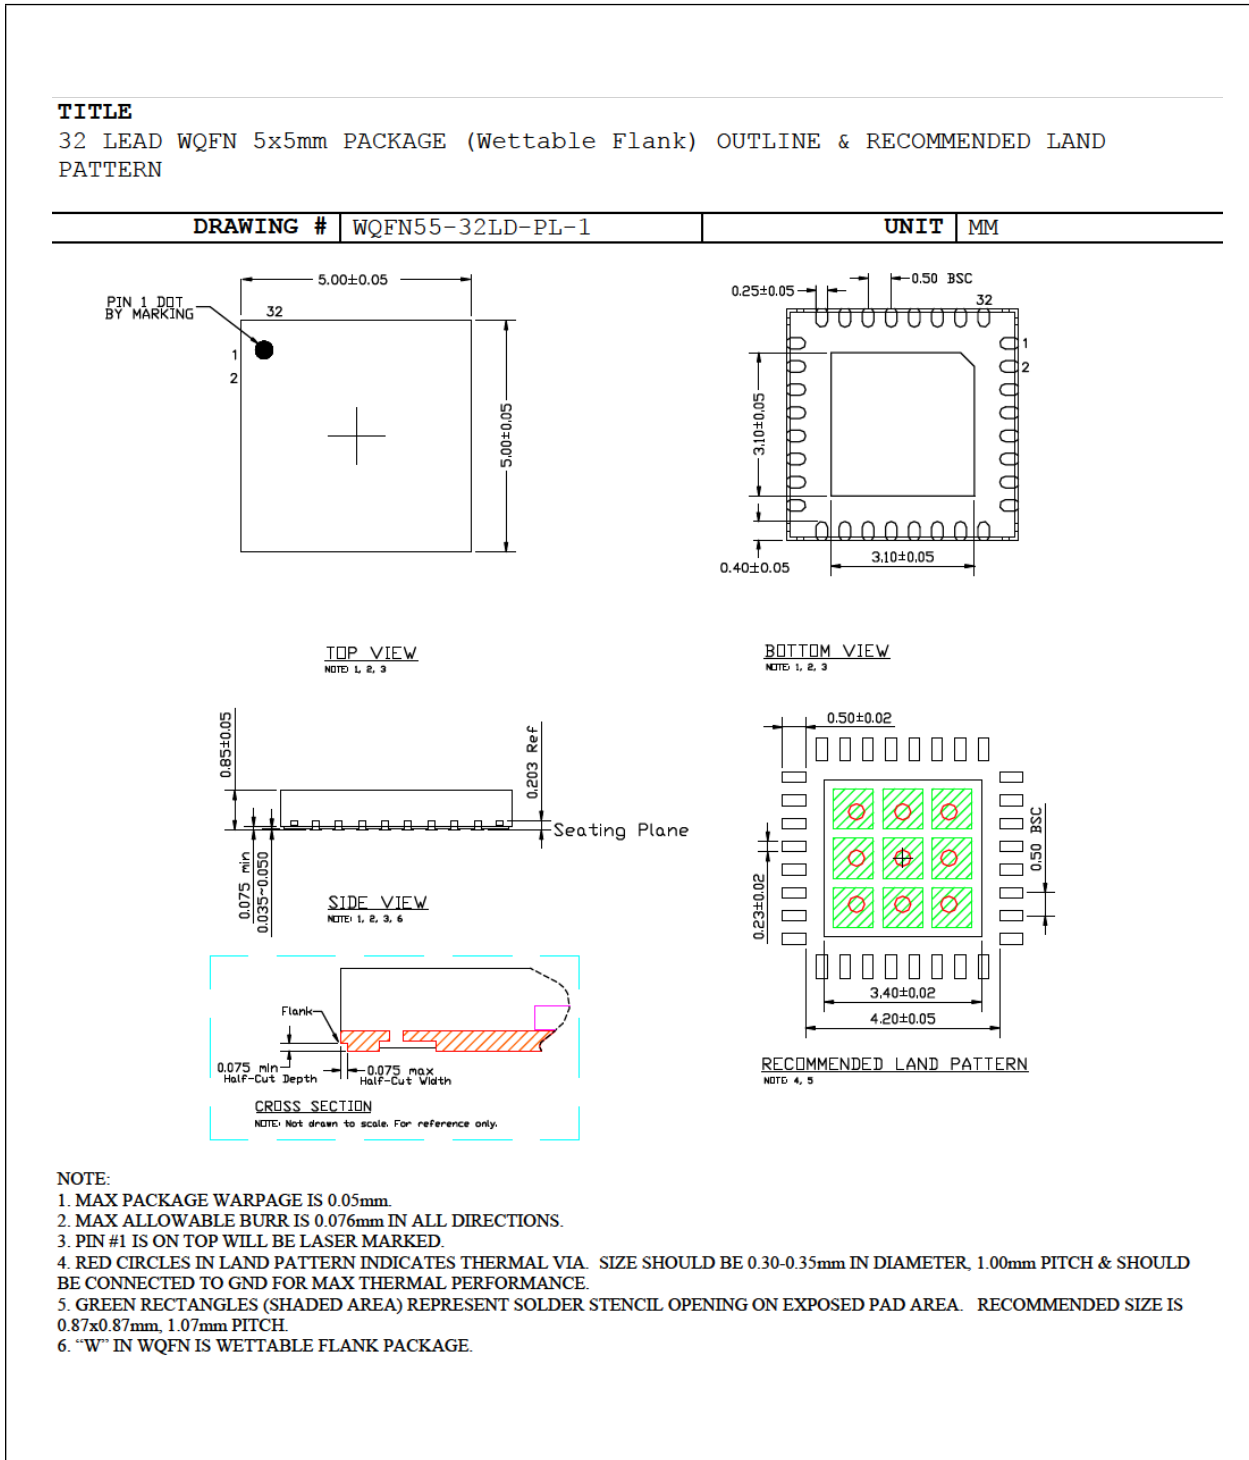 TITLE
32 LEAD WQFN 5x5mm PACKAGE (Wettable Flank) OUTLINE & RECOMMENDED LAND
PATTERN
DRAWING # WQFN55-32LD-PL-1 UNIT MM
5.00±0.05
PIN 1 DOT
BY MARKING
32
1
2
5.00±0.05
TOP VIEW
NOTE: 1, 2, 3
0.50 BSC
0.25±0.05
32
1
2
3.10±0.05
0.40±0.05
3.10±0.05
BOTTOM VIEW
NOTE: 1, 2, 3
0.85±0.05
0.203 Ref
Seating Plane
0.075 min
0.035~0.050
SIDE VIEW
NOTE: 1, 2, 3, 6
Flank
0.075 min
Half-Cut Depth
0.075 max
Half-Cut Width
CROSS SECTION
NOTE: Not drawn to scale. For reference only.
0.50±0.02
0.50 BSC
0.23±0.02
3.40±0.02
4.20±0.05
RECOMMENDED LAND PATTERN
NOTE: 4, 5
NOTE:
1. MAX PACKAGE WARPAGE IS 0.05mm.
2. MAX ALLOWABLE BURR IS 0.076mm IN ALL DIRECTIONS.
3. PIN #1 IS ON TOP WILL BE LASER MARKED.
4. RED CIRCLES IN LAND PATTERN INDICATES THERMAL VIA. SIZE SHOULD BE 0.30-0.35mm IN DIAMETER, 1.00mm PITCH & SHOULD
BE CONNECTED TO GND FOR MAX THERMAL PERFORMANCE.
5. GREEN RECTANGLES (SHADED AREA) REPRESENT SOLDER STENCIL OPENING ON EXPOSED PAD AREA. RECOMMENDED SIZE IS
0.87x0.87mm, 1.07mm PITCH.
6. “W” IN WQFN IS WETTABLE FLANK PACKAGE.